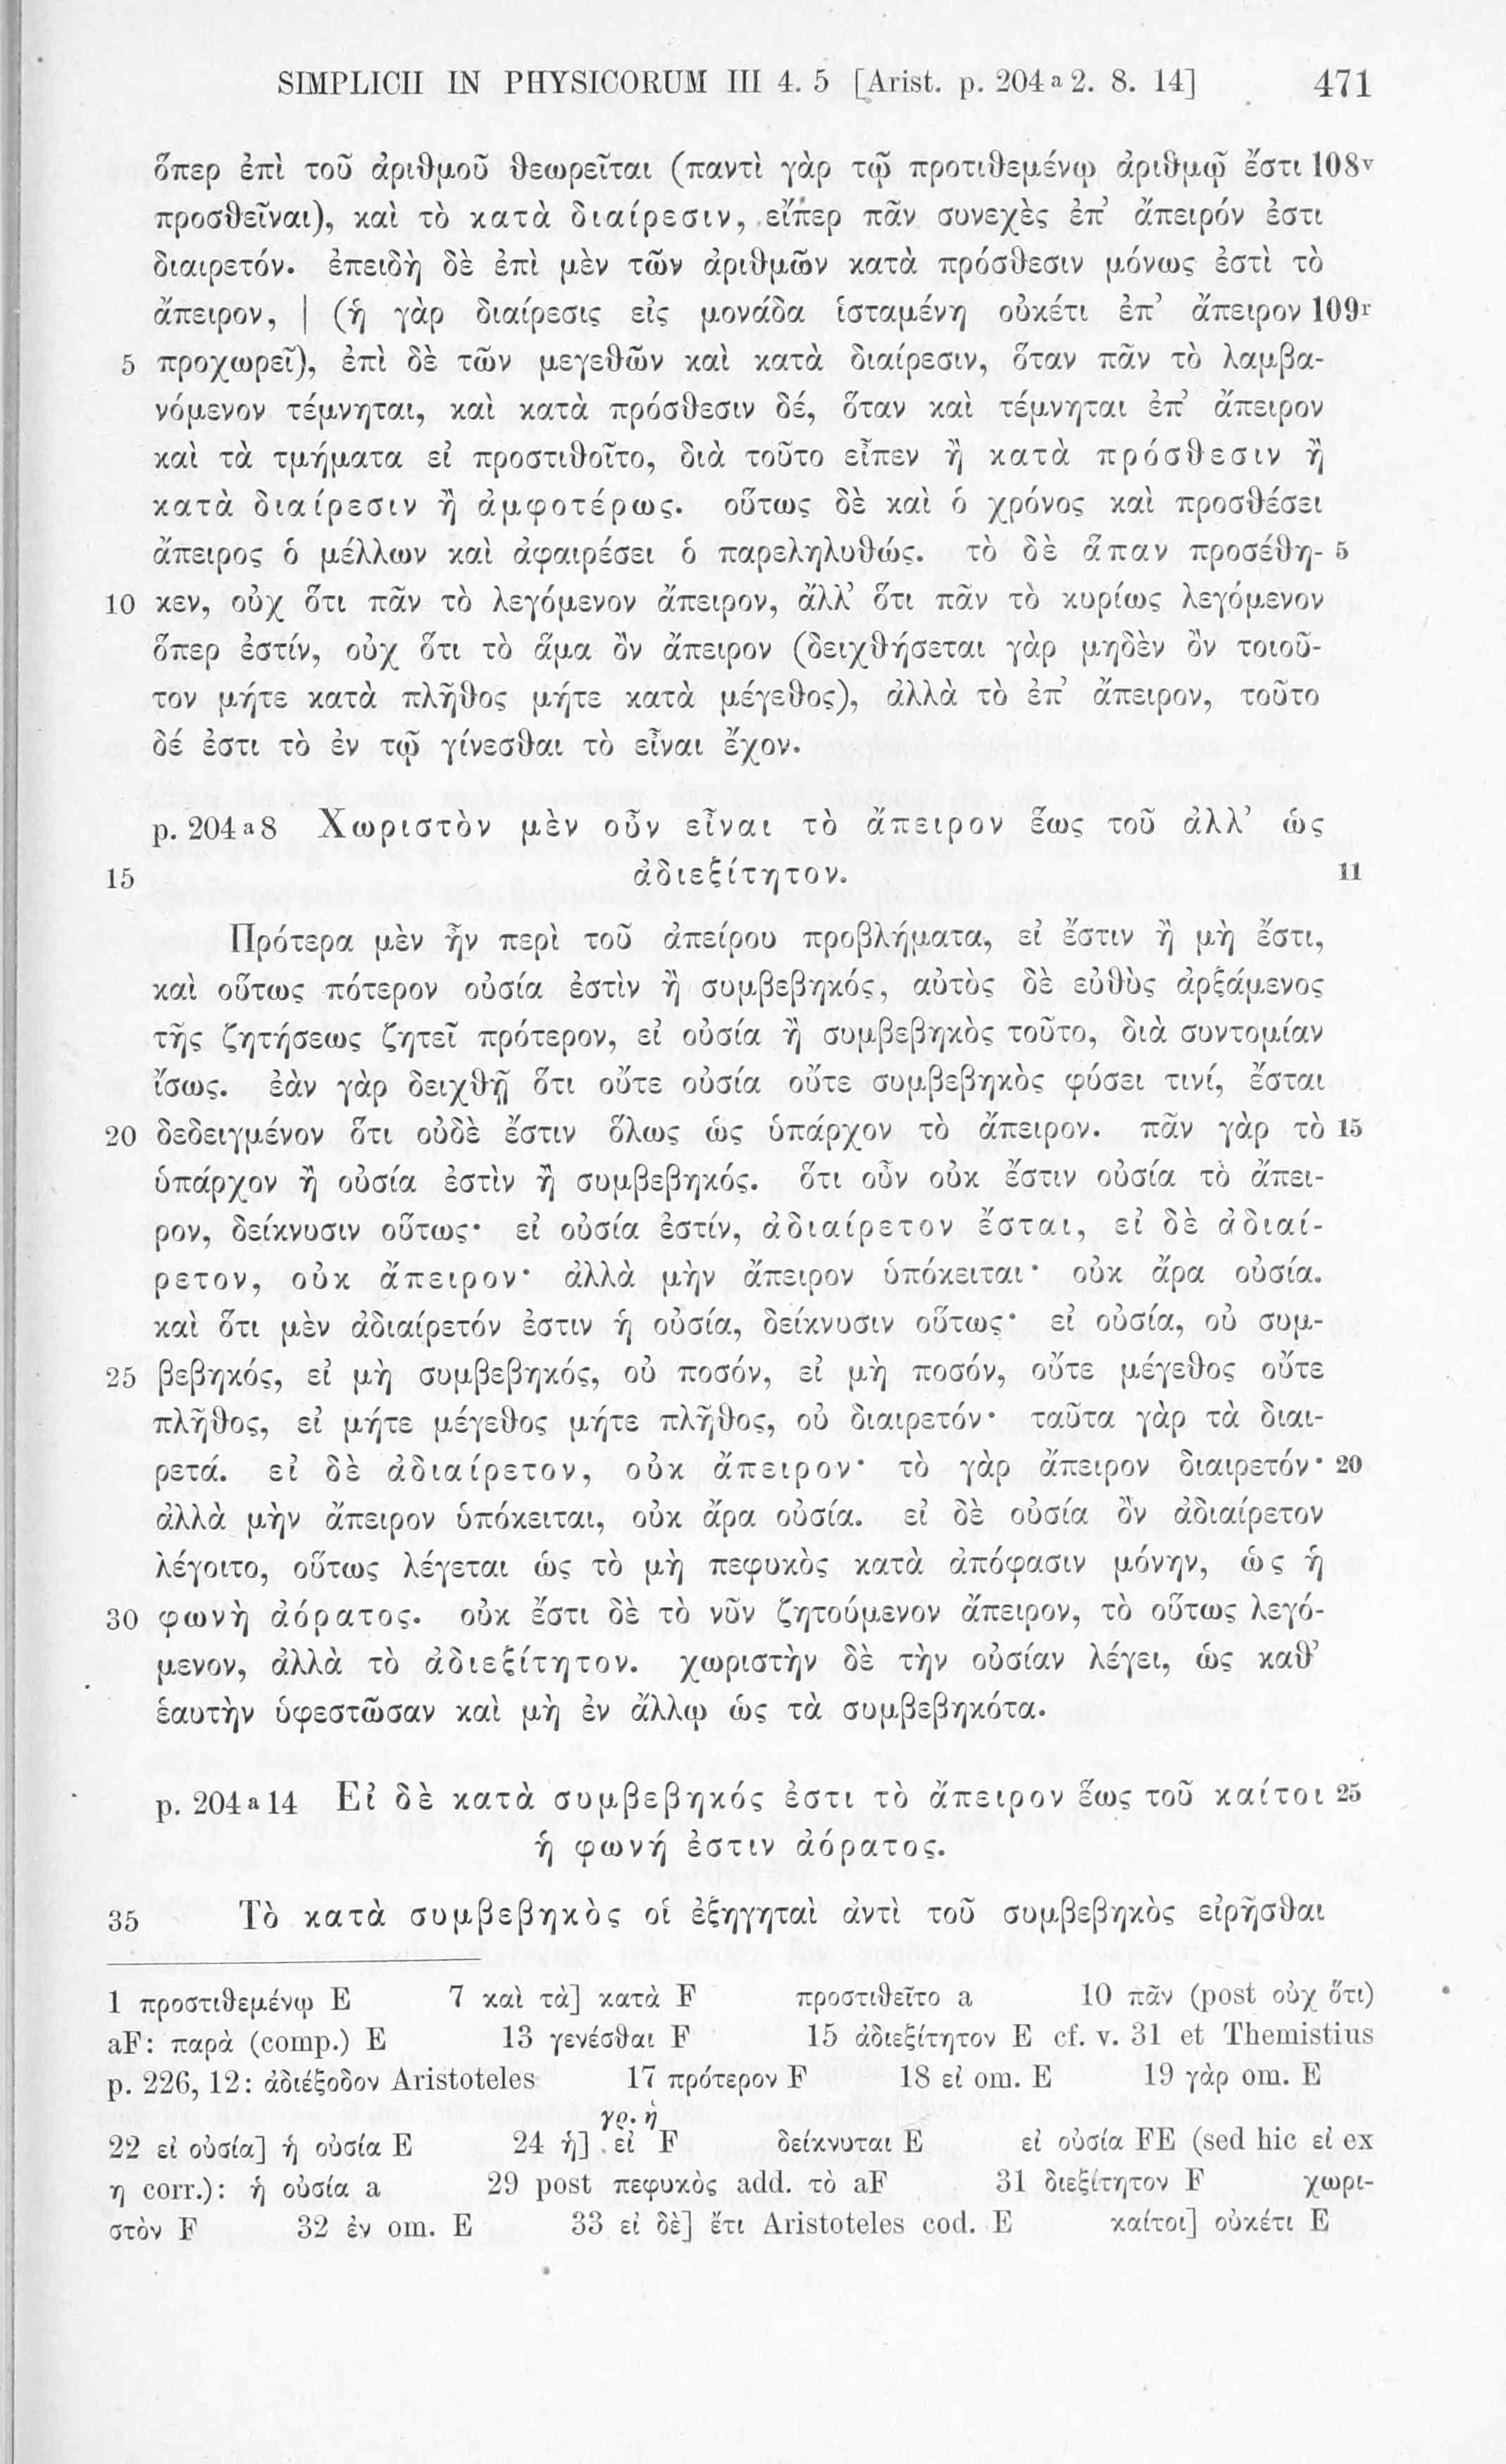 SIMPLICII IN PHYSICORUM III 4. 5 [Arist. p. 204 a 2. 8. 14] 471
ὅπερ ἐπὶ τοῦ ἀριθμοῦ θεωρεῖται (παντὶ γὰρ τῷ προτιθεμένῳ ἀριθμῷ ἔστι 108v
προσθεῖναι), καὶ τὸ κατὰ διαίρεσιν, εἴπερ πᾶν συνεχὲς ἐπ’ ἄπειρόν ἐστι
διαιρετόν. ἐπειδὴ δὲ ἐπὶ μὲν τῶν ἀριθμῶν κατὰ πρόσθεσιν μόνως ἐστὶ τὸ
ἄπειρον, | (ἡ γὰρ διαίρεσις εἰς μονάδα ἱσταμένη οὐκέτι ἐπ’ ἄπειρον 109r
5 προχωρεῖ), ἐπὶ δὲ τῶν μεγεθῶν καὶ κατὰ διαίρεσιν, ὅταν πᾶν τὸ λαμβα-
νόμενον τέμνηται, καὶ κατὰ πρόσθεσιν δέ, ὅταν καὶ τέμνηται ἐπ’ ἄπειρον
καὶ τὰ τμήματα εἰ προστιθοῖτο, διὰ τοῦτο εἶπεν ἢ κατὰ πρόσθεσιν ἢ
κατὰ διαίρεσιν ἢ ἀμφοτέρως. οὕτως δὲ καὶ ὁ χρόνος καὶ προσθέσει
ἄπειρος ὁ μέλλων καὶ ἀφαιρέσει ὁ παρεληλυθώς. τὸ δὲ ἅπαν προσέθη- 5
10 κεν, οὐχ ὅτι πᾶν τὸ λεγόμενον ἄπειρον, ἀλλ’ ὅτι πᾶν τὸ κυρίως λεγόμενον
ὅπερ ἐστίν, οὐχ ὅτι τὸ ἅμα ὂν ἄπειρον (δειχθήσεται γὰρ μηδὲν ὂν τοιοῦ-
τον μήτε κατὰ πλῆθος μήτε κατὰ μέγεθος), ἀλλὰ τὸ ἐπ’ ἄπειρον, τοῦτο
δέ ἐστι τὸ ἐν τῷ γίνεσθαι τὸ εἶναι ἔχον.
p. 204 a 8 Χωριστὸν μὲν οὖν εἶναι τὸ ἄπειρον ἕως τοῦ ἀλλ’ ὡς
15 ἀδιεξίτητον. 11
Πρότερα μὲν ἦν περὶ τοῦ ἀπείρου προβλήματα, εἰ ἔστιν ἢ μὴ ἔστι,
καὶ οὕτως πότερον οὐσία ἐστὶν ἢ συμβεβηκός, αὐτὸς δὲ εὐθὺς ἀρξάμενος
τῆς ζητήσεως ζητεῖ πρότερον, εἰ οὐσία ἢ συμβεβηκὸς τοῦτο, διὰ συντομίαν
ἴσως. ἐὰν γὰρ δειχθῇ ὅτι οὔτε οὐσία οὔτε συμβεβηκὸς φύσει τινί, ἔσται
20 δεδειγμένον ὅτι οὐδὲ ἔστιν ὅλως ὡς ὑπάρχον τὸ ἄπειρον. πᾶν γὰρ τὸ 15
ὑπάρχον ἢ οὐσία ἐστὶν ἢ συμβεβηκός. ὅτι οὖν οὐκ ἔστιν οὐσία τὸ ἄπει-
ρον, δείκνυσιν οὕτως· εἰ οὐσία ἐστίν, ἀδιαίρετον ἔσται, εἰ δὲ ἀδιαί-
ρετον, οὐκ ἄπειρον· ἀλλὰ μὴν ἄπειρον ὑπόκειται· οὐκ ἄρα οὐσία.
καὶ ὅτι μὲν ἀδιαίρετόν ἐστιν ἡ οὐσία, δείκνυσιν οὕτως· εἰ οὐσία, οὐ συμ-
25 βεβηκός, εἰ μὴ συμβεβηκός, οὐ ποσόν, εἰ μὴ ποσόν, οὔτε μέγεθος οὔτε
πλῆθος, εἰ μήτε μέγεθος μήτε πλῆθος, οὐ διαιρετόν· ταῦτα γὰρ τὰ διαι-
ρετά. εἰ δὲ ἀδιαίρετον, οὐκ ἄπειρον· τὸ γὰρ ἄπειρον διαιρετόν· 20
ἀλλὰ μὴν ἄπειρον ὑπόκειται, οὐκ ἄρα οὐσία. εἰ δὲ οὐσία ὂν ἀδιαίρετον
λέγοιτο, οὕτως λέγεται ὡς τὸ μὴ πεφυκὸς κατὰ ἀπόφασιν μόνην, ὡς ἡ
30 φωνὴ ἀόρατος. οὐκ ἔστι δὲ τὸ νῦν ζητούμενον ἄπειρον, τὸ οὕτως λεγό-
μενον, ἀλλὰ τὸ ἀδιεξίτητον. χωριστὴν δὲ τὴν οὐσίαν λέγει, ὡς καθ’
ἑαυτὴν ὑφεστῶσαν καὶ μὴ ἐν ἄλλῳ ὡς τὰ συμβεβηκότα.
p. 204 a 14 Εἰ δὲ κατὰ συμβεβηκός ἐστι τὸ ἄπειρον ἕως τοῦ καίτοι 25
ἡ φωνή ἐστιν ἀόρατος.
35 Τὸ κατὰ συμβεβηκὸς οἱ ἐξηγηταὶ ἀντὶ τοῦ συμβεβηκὸς εἰρῆσθαι
1 προστιθεμένῳ E 7 καὶ τὰ] κατὰ F προστιθεῖτο a 10 πᾶν (post οὐχ ὅτι)
aF: παρὰ (comp.) E 13 γενέσθαι F 15 ἀδιεξίτητον E cf. v. 31 et Themistius
p. 226, 12: ἀδιέξοδον Aristoteles 17 πρότερον F 18 εἰ om. E 19 γὰρ om. E
γρ. ἡ
22 εἰ οὐσία] ἡ οὐσία E 24 ἡ] εἰ F δείκνυται E εἰ οὐσία FE (sed hic εἰ ex
η corr.): ἡ οὐσία a 29 post πεφυκὸς add. τὸ aF 31 διεξίτητον F χωρι-
στὸν F 32 ἐν om. E 33 εἰ δὲ] ἔτι Aristoteles cod. E καίτοι] οὐκέτι E